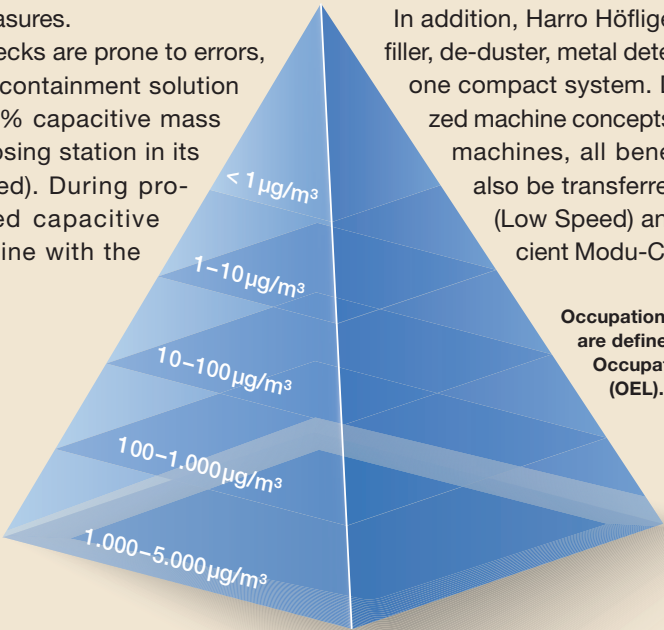 asures.
ecks are prone to errors,
containment solution
% capacitive mass
osing station in its
ed). During pro-
ed capacitive
ine with the
In addition, Harro Höflige
filler, de-duster, metal dete
one compact system.
zed machine concepts
machines, all bene
also be transferre
(Low Speed) an
cient Modu-C
< 1 µg/m³
1–10 µg/m³
10–100 µg/m³
100–1.000 µg/m³
1.000–5.000 µg/m³
Occupation
are define
Occupat
(OEL).